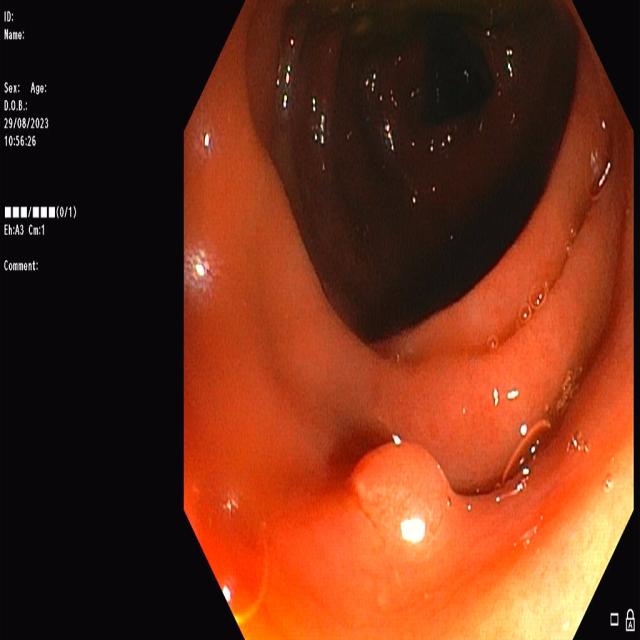 ID:
Name:
Sex: Age:
D.O.B.:
29/08/2023
10:56:26
■■■/■■■(0/1)
Eh:A3 Cm:1
Comment: